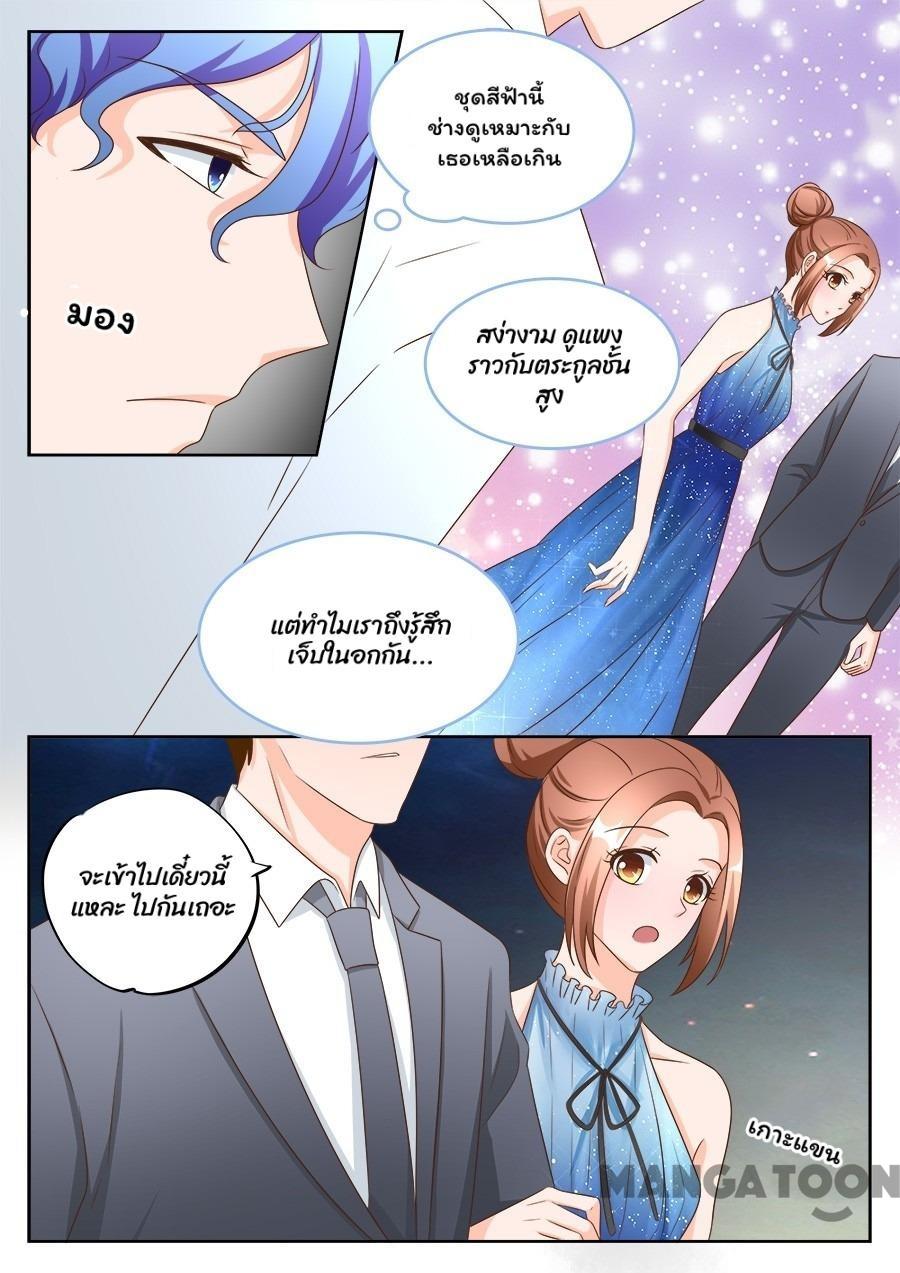 ชุดสีฟ้านี้
ช่างดูเหมาะกับ
เธอเหลือเกิน
มอง
สง่างาม ดูแพง
ราวกับตระกูลชั้น
สูง
แต่ทำไมเราถึงรู้สึก
เจ็บในอกกัน...
จะเข้าไปเดี๋ยวนี้
แหละ ไปกันเถอะ
เกาะแขน
MANGATOON